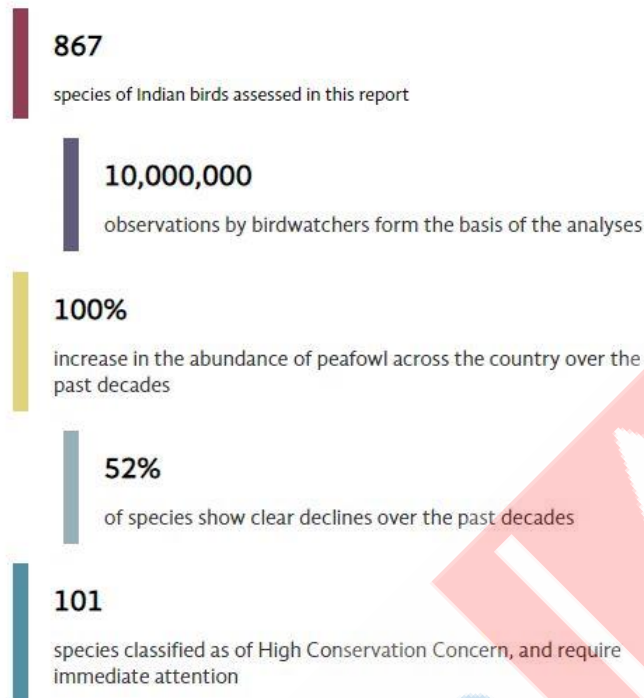 867
species of Indian birds assessed in this report
10,000,000
observations by birdwatchers form the basis of the analyses
100%
increase in the abundance of peafowl across the country over the
past decades
52%
of species show clear declines over the past decades
101
species classified as of High Conservation Concern, and require
immediate attention